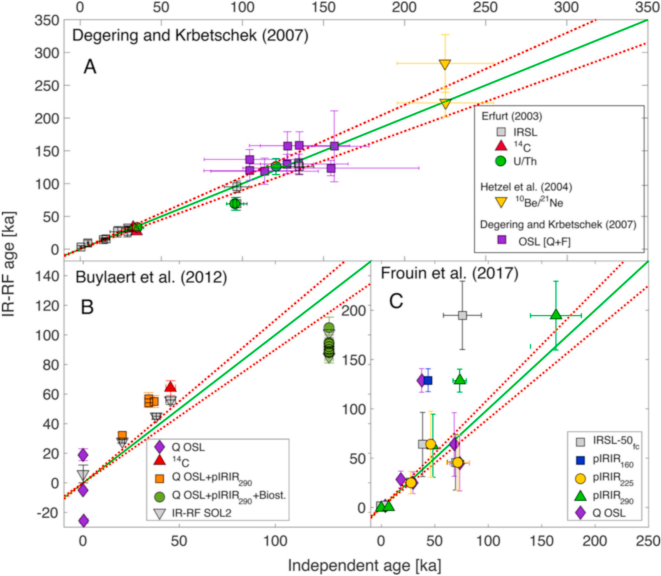 0 50 100 150 200 250 300 350
Degering and Krbetschek (2007)
A
350
300
250
200
150
100
50
0
Erfurt (2003)
IRSL
14C
U/Th
Hetzel et al. (2004)
10Be/21Ne
Degering and Krbetschek (2007)
OSL [Q+F]
IR-RF age [ka]
Buylaert et al. (2012)
B
140
120
100
80
60
40
20
0
-20
Q OSL
14C
Q OSL+pIRIR290
Q OSL+pIRIR290+Biost.
IR-RF SOL2
0 50 100
Frouin et al. (2017)
C
200
150
100
50
0
IRSL-50fc
pIRIR160
pIRIR225
pIRIR290
Q OSL
0 50 100 150 200 250
Independent age [ka]